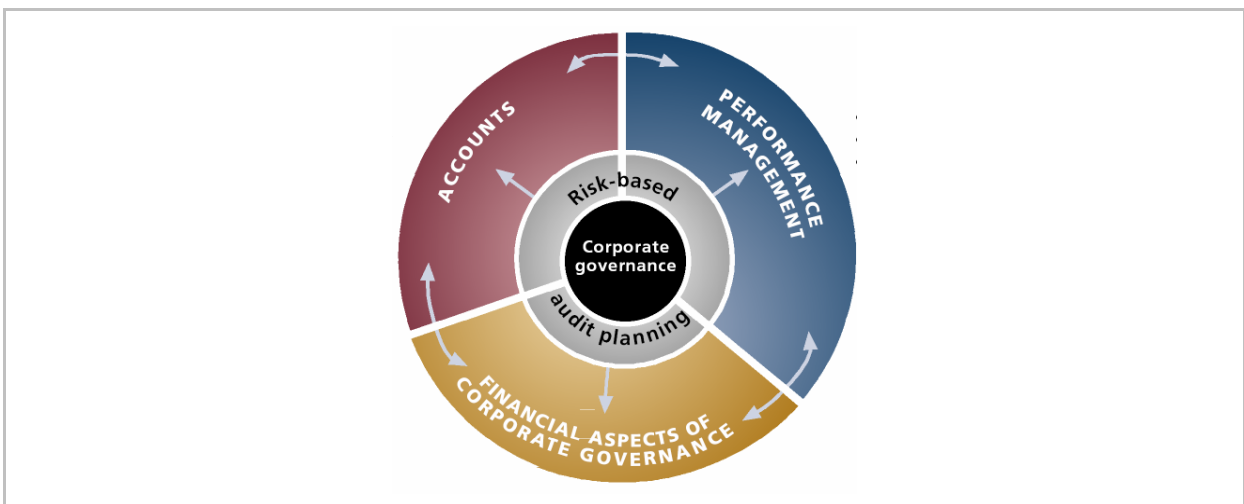 ACCOUNTS
PERFORMANCE
MANAGEMENT
Risk-based
Corporate
governance
audit planning
FINANCIAL ASPECTS OF
CORPORATE GOVERNANCE